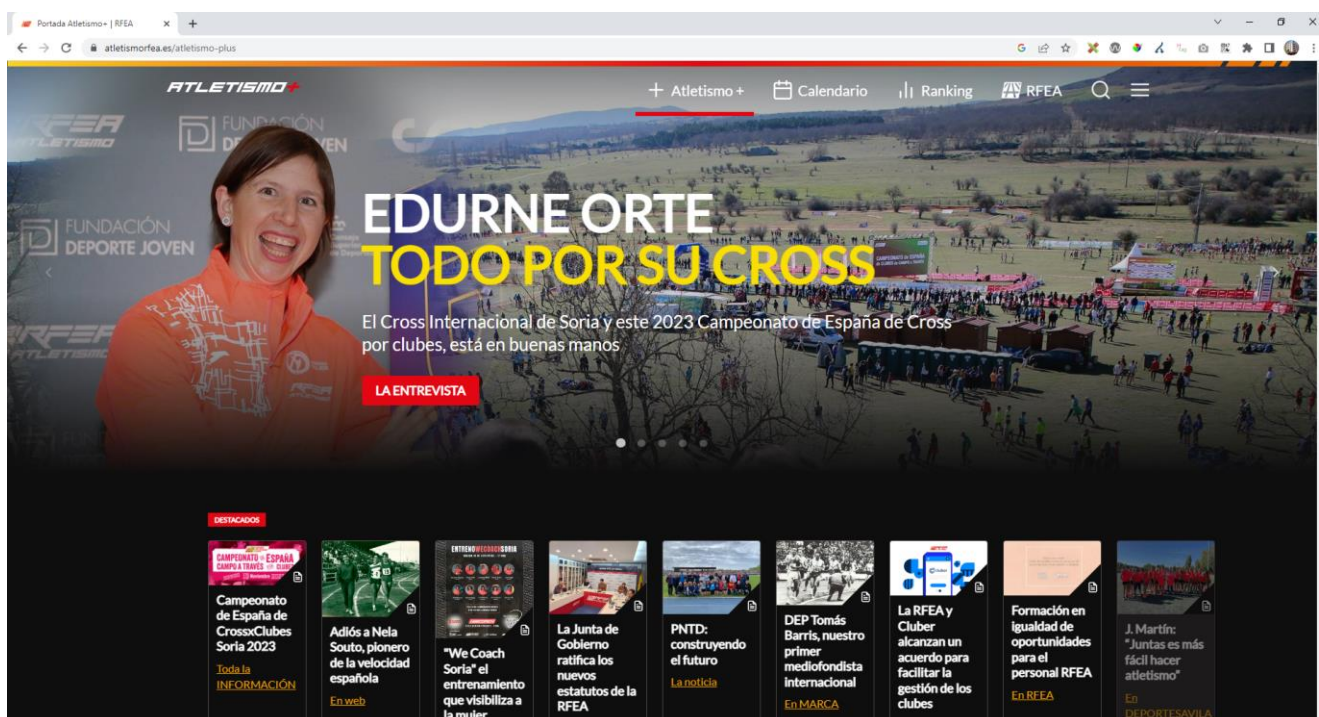 Portada Atletismo+ | RFEA
atletismorfea.es/atletismo-plus
ATLETISMO+
+ Atletismo +
Calendario
Ranking
RFEA
RFEA
ATLETISMO
FUNDACIÓN
DEPORTE JOVEN
FUNDACIÓN
DEPORTE JOVEN
EDURNE ORTE
TODO POR SU CROSS
El Cross Internacional de Soria y este 2023 Campeonato de España de Cross
por clubes, está en buenas manos
LA ENTREVISTA
DESTACADOS
CAMPEONATO DE ESPAÑA
CAMPO A TRAVÉS
Campeonato
de España de
CrossxClubes
Soria 2023
Toda la
INFORMACIÓN
Adiós a Nela
Souto, pionero
de la velocidad
española
En web
ENTRENOWECOACHSORIA
"We Coach
Soria" el
entrenamiento
que visibiliza a
la mujer
La Junta de
Gobierno
ratifica los
nuevos
estatutos de la
RFEA
PNTD:
construyendo
el futuro
La noticia
DEP Tomás
Barris, nuestro
primer
mediofondista
internacional
En MARCA
La RFEA y
Cluber
alcanzan un
acuerdo para
facilitar la
gestión de los
clubes
Formación en
igualdad de
oportunidades
para el
personal RFEA
En RFEA
J. Martín:
"Juntas es más
fácil hacer
atletismo"
En
DEPORTESAVILA